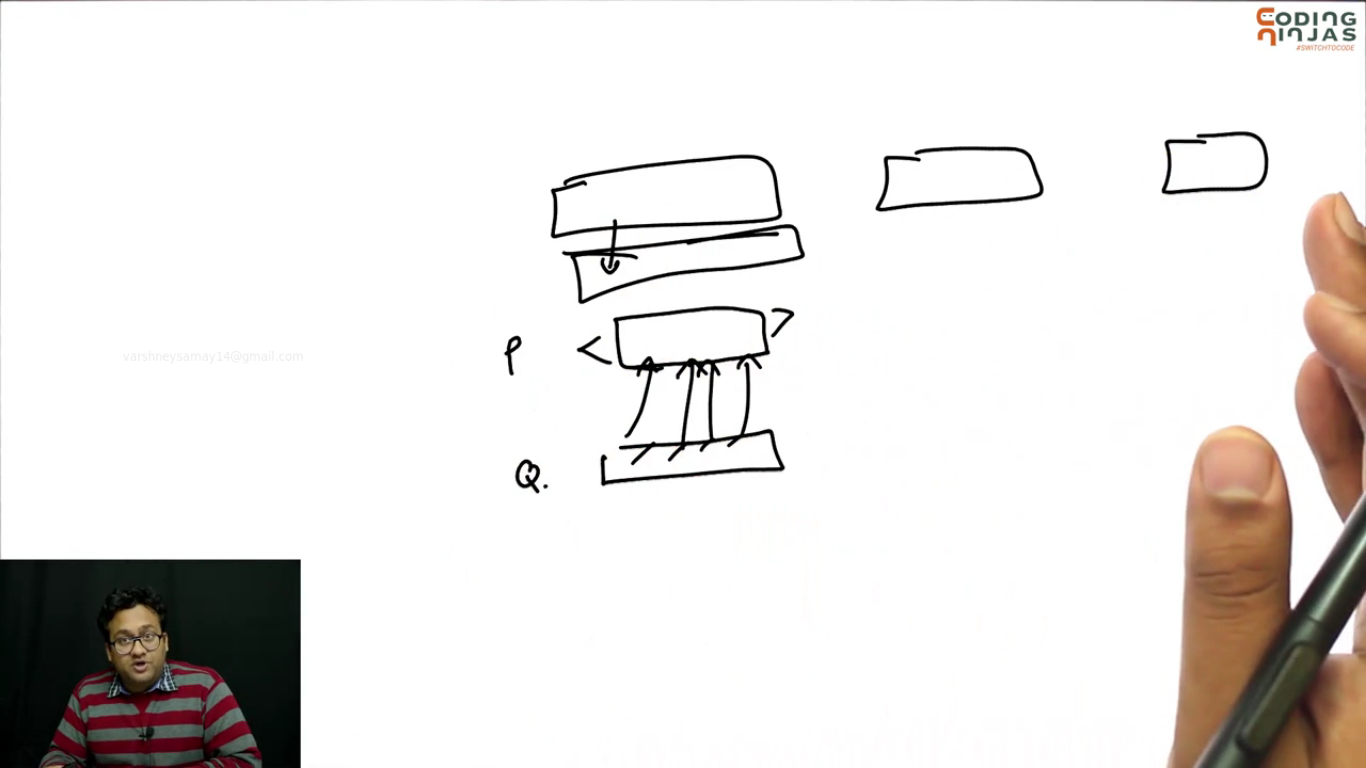 CODING
NINJAS
#SWITCHTOCODE
P < >
varshneysamay14@gmail.com
Q.